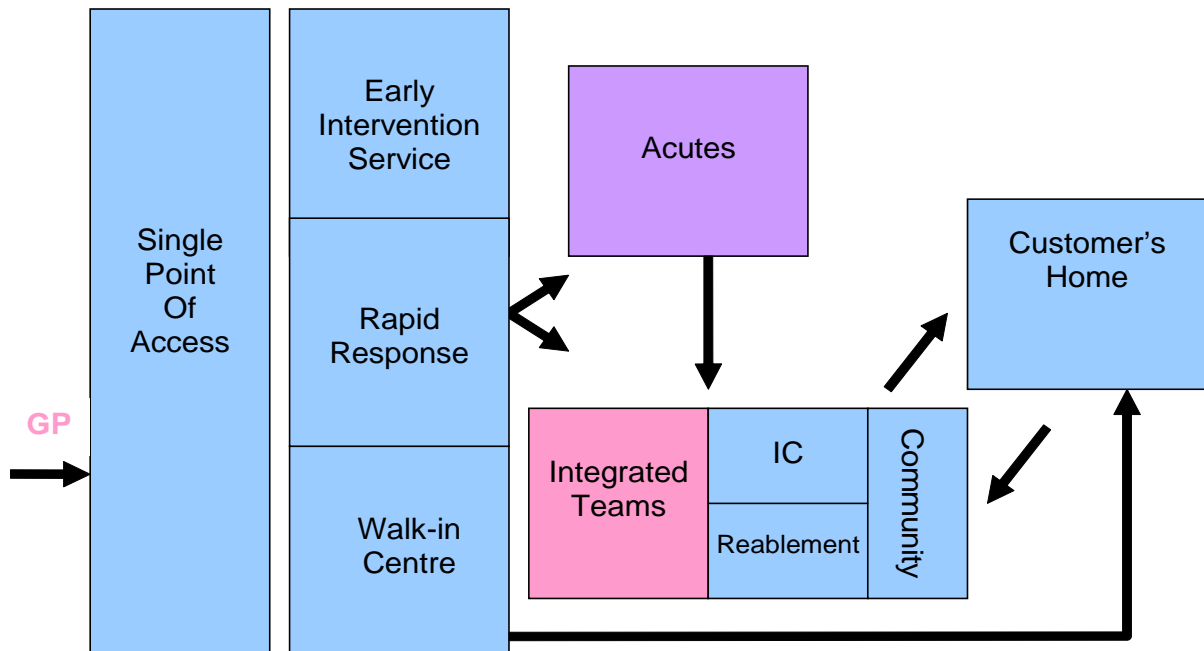 GP
Single
Point
Of
Access
Early
Intervention
Service
Rapid
Response
Walk-in
Centre
Acutes
Integrated
Teams
IC
Reablement
Community
Customer's
Home